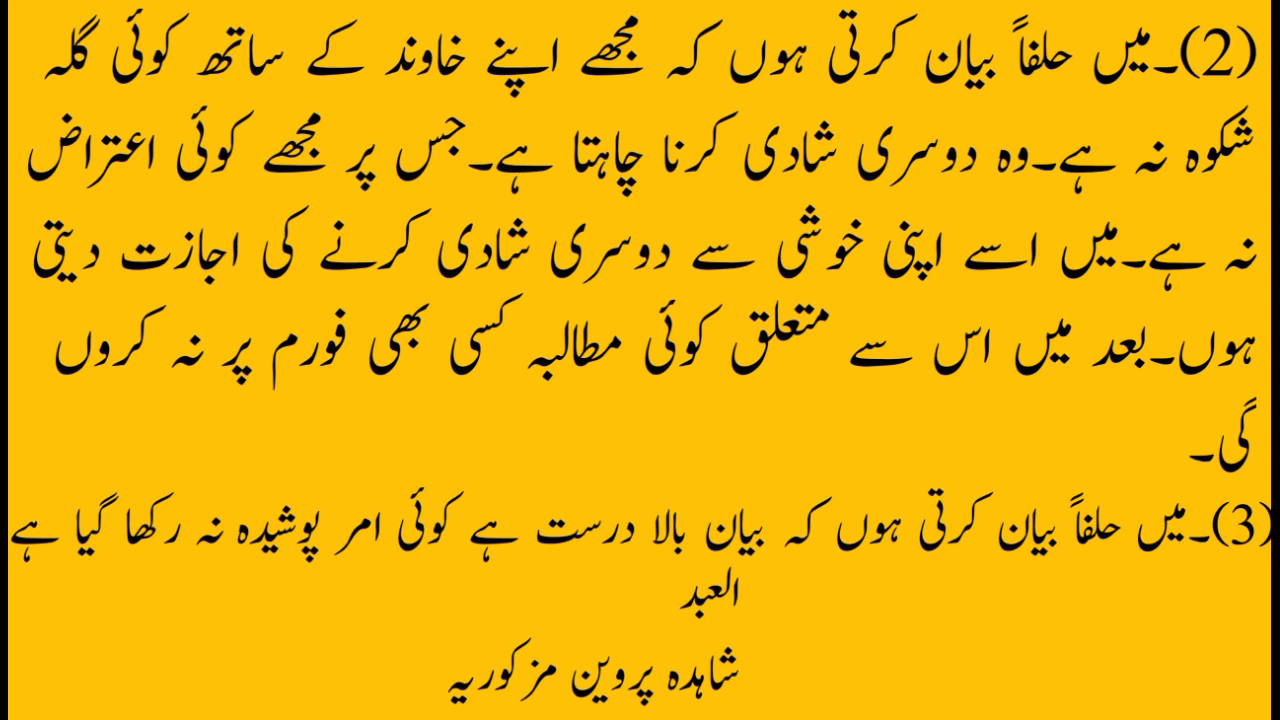 (2)۔میں حلفاً بیان کرتی ہوں کہ مجھے اپنے خاوند کے ساتھ کوئی گلہ
شکوہ نہ ہے۔وہ دوسری شادی کرنا چاہتا ہے۔جس پر مجھے کوئی اعتراض
نہ ہے۔میں اسے اپنی خوشی سے دوسری شادی کرنے کی اجازت دیتی
ہوں۔بعد میں اس سے متعلق کوئی مطالبہ کسی بھی فورم پر نہ کروں
گی۔
(3)۔میں حلفاً بیان کرتی ہوں کہ بیان بالا درست ہے کوئی امر پوشیدہ نہ رکھا گیا ہے
العبد
شاہدہ پروین مزکوریہ